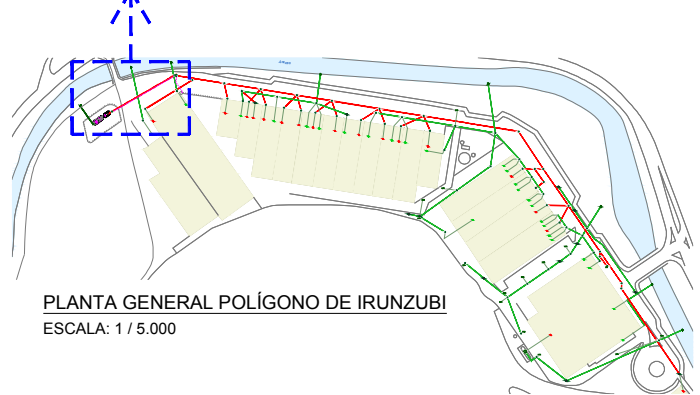 PLANTA GENERAL POLÍGONO DE IRUNZUBI
ESCALA: 1 / 5.000